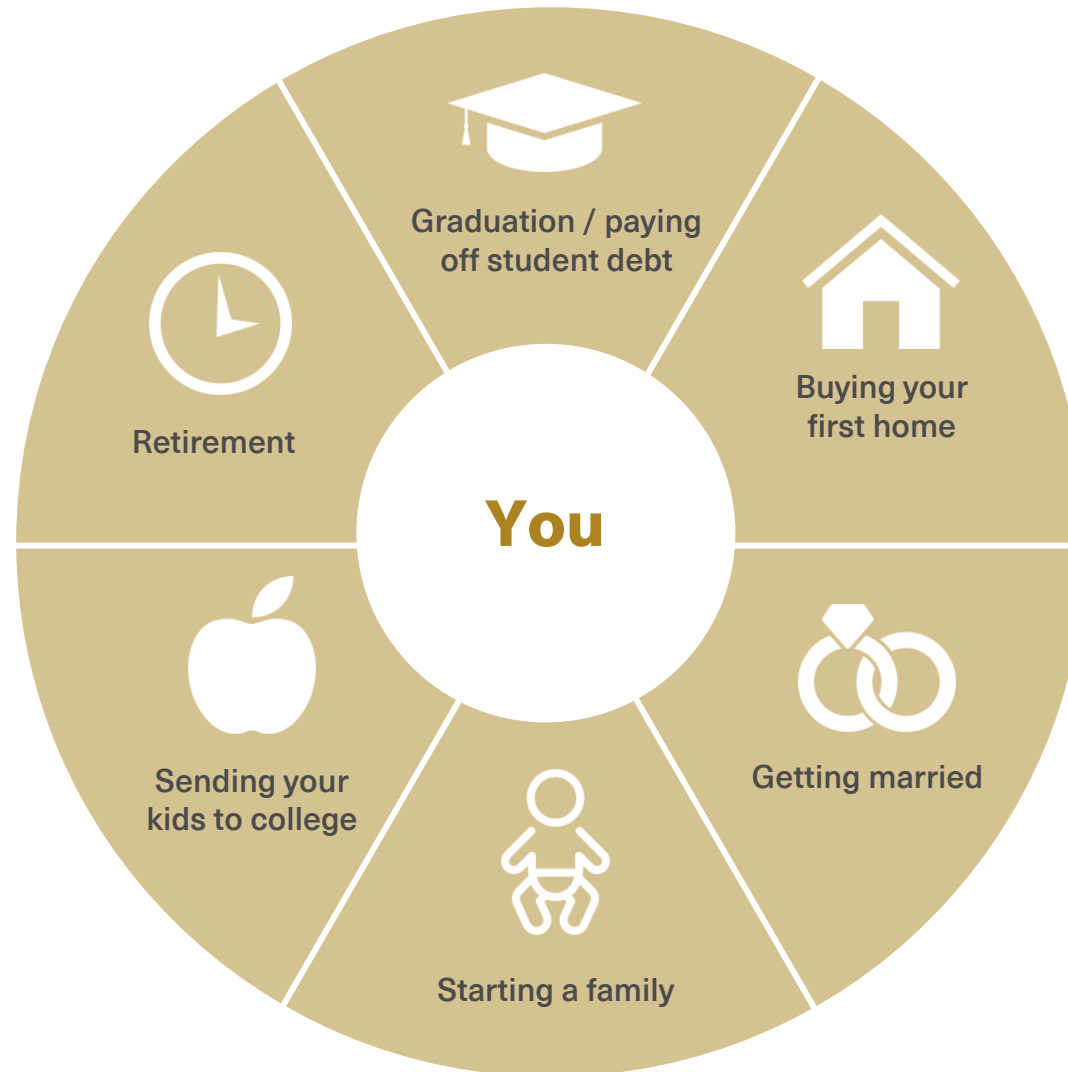 Graduation / paying
off student debt
Buying your
first home
Getting married
Starting a family
Sending your
kids to college
Retirement
You